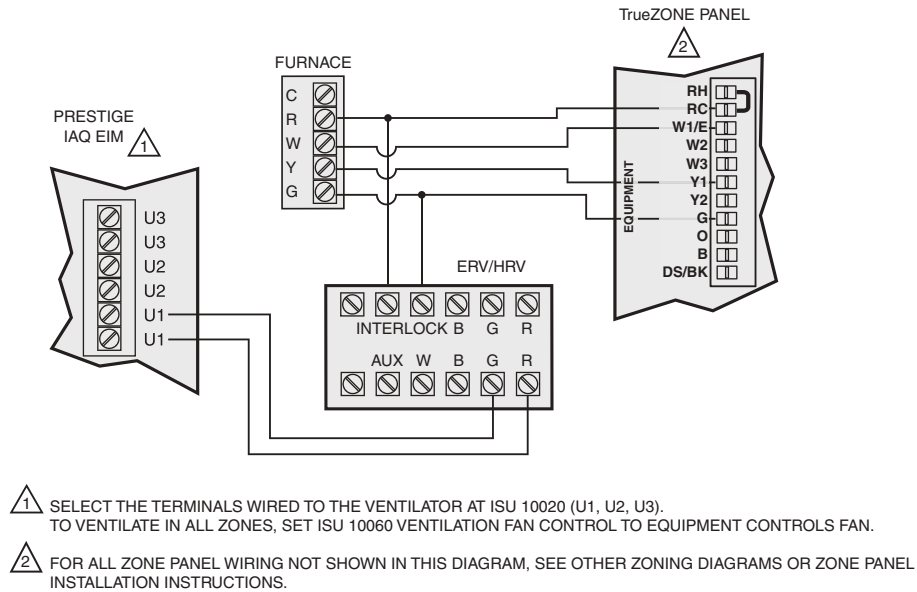 TrueZONE PANEL
2
FURNACE
C
R
W
Y
G
PRESTIGE
IAQ EIM
1
U3
U3
U2
U2
U1
U1
EQUIPMENT
RH
RC
W1/E
W2
W3
Y1
Y2
G
O
B
DS/BK
ERV/HRV
INTERLOCK B G R
AUX W B G R
1 SELECT THE TERMINALS WIRED TO THE VENTILATOR AT ISU 10020 (U1, U2, U3).
TO VENTILATE IN ALL ZONES, SET ISU 10060 VENTILATION FAN CONTROL TO EQUIPMENT CONTROLS FAN.
2 FOR ALL ZONE PANEL WIRING NOT SHOWN IN THIS DIAGRAM, SEE OTHER ZONING DIAGRAMS OR ZONE PANEL
INSTALLATION INSTRUCTIONS.